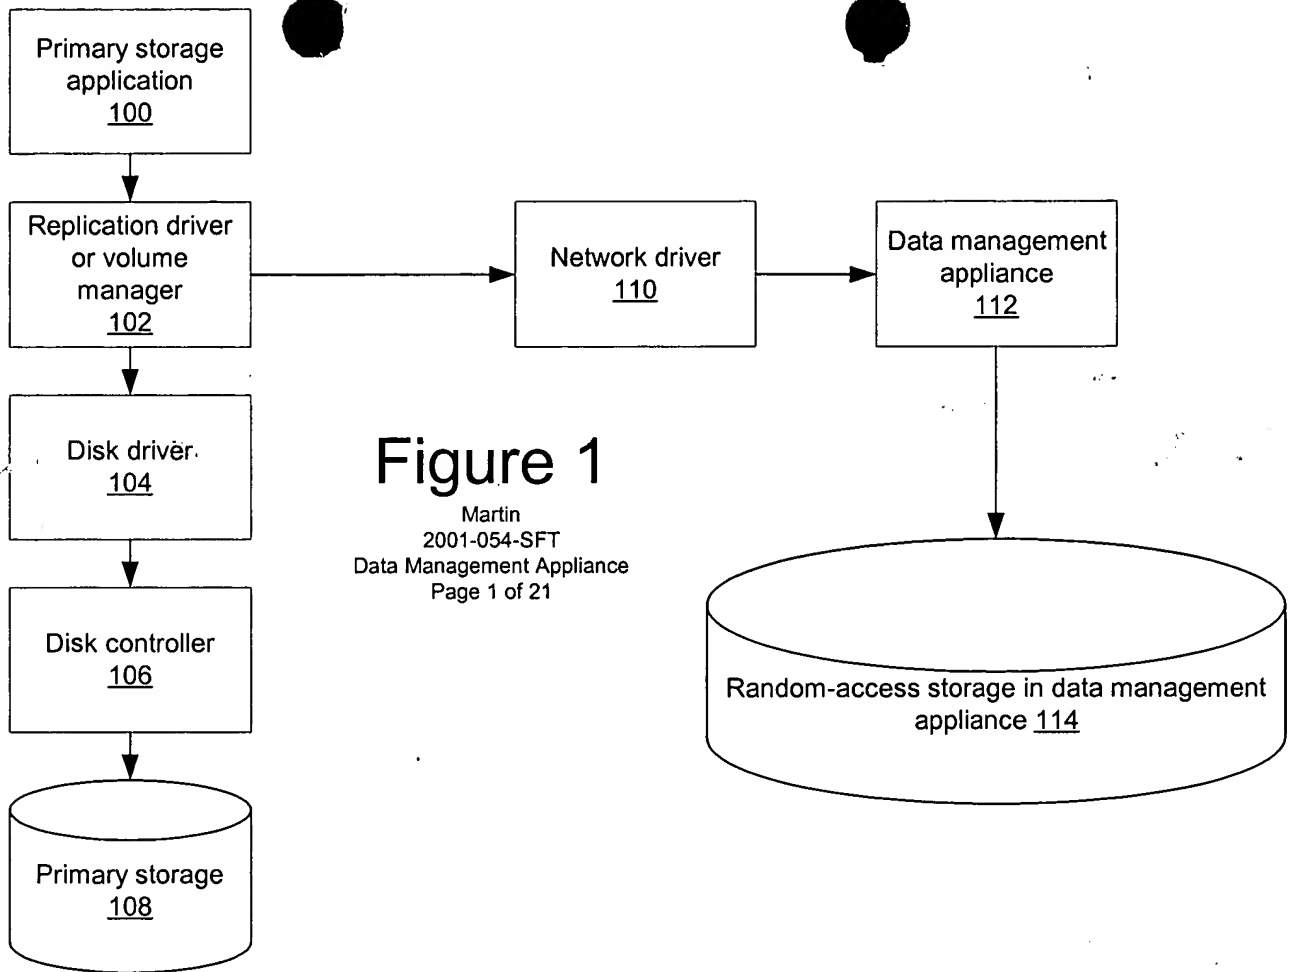 Primary storage
application
100
Replication driver
or volume
manager
102
Network driver
110
Data management
appliance
112
Disk driver
104
Figure 1
Martin
2001-054-SFT
Data Management Appliance
Page 1 of 21
Disk controller
106
Random-access storage in data management
appliance 114
Primary storage
108